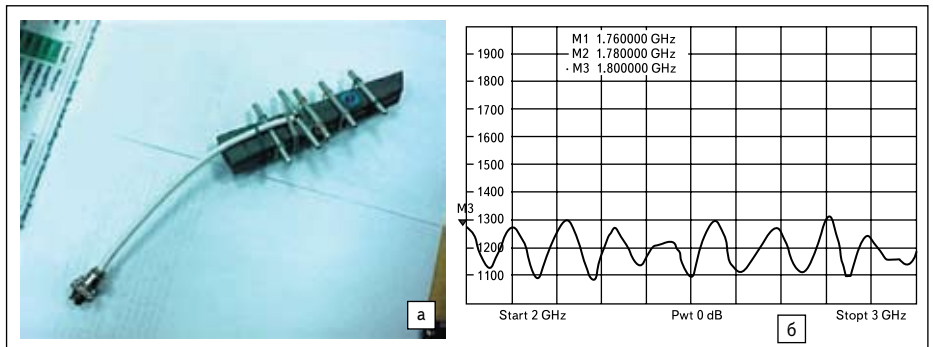 M1 1.760000 GHz
M2 1.780000 GHz
M3 1.800000 GHz
1900
1800
1700
1600
1500
1400
M3
1300
1200
1100
Start 2 GHz
Pwt 0 dB
Stopt 3 GHz
а
б